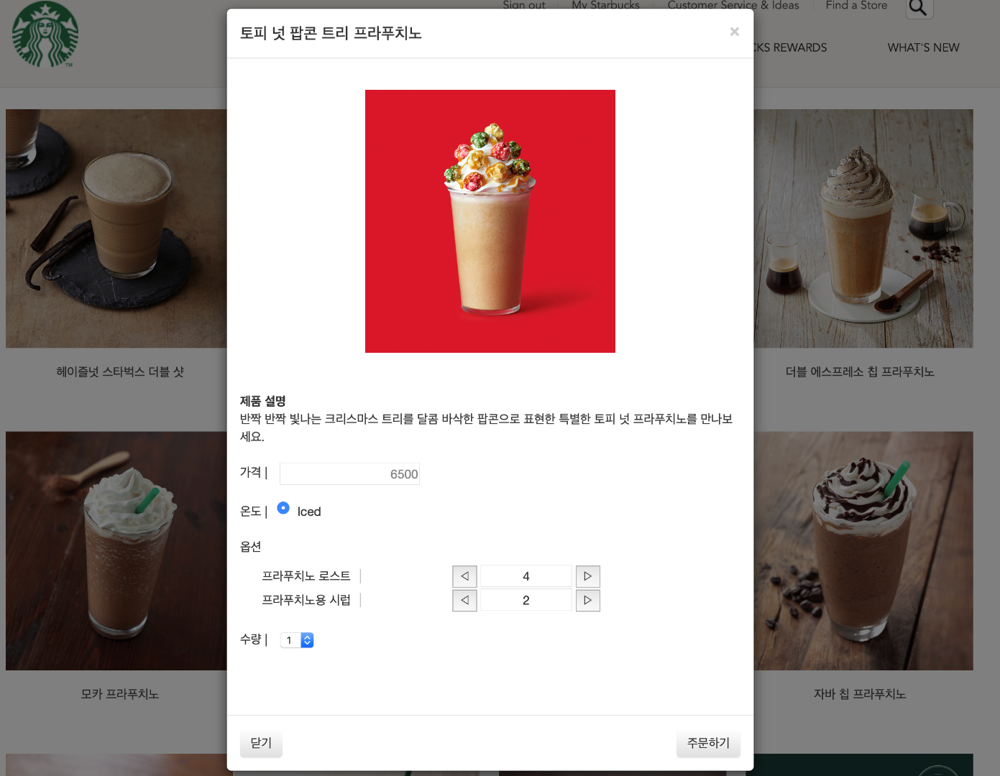 Sign out My Starbucks Customer Service & Ideas Find a Store
CKS REWARDS WHAT'S NEW
TM
토피 넛 팝콘 트리 프라푸치노
×
헤이즐넛 스타벅스 더블 샷
더블 에스프레소 칩 프라푸치노
제품 설명
반짝 반짝 빛나는 크리스마스 트리를 달콤 바삭한 팝콘으로 표현한 특별한 토피 넛 프라푸치노를 만나보
세요.
가격 | 6500
온도 | Iced
옵션
프라푸치노 로스트 | ◁ 4 ▷
프라푸치노용 시럽 | ◁ 2 ▷
수량 | 1
모카 프라푸치노
자바 칩 프라푸치노
닫기
주문하기